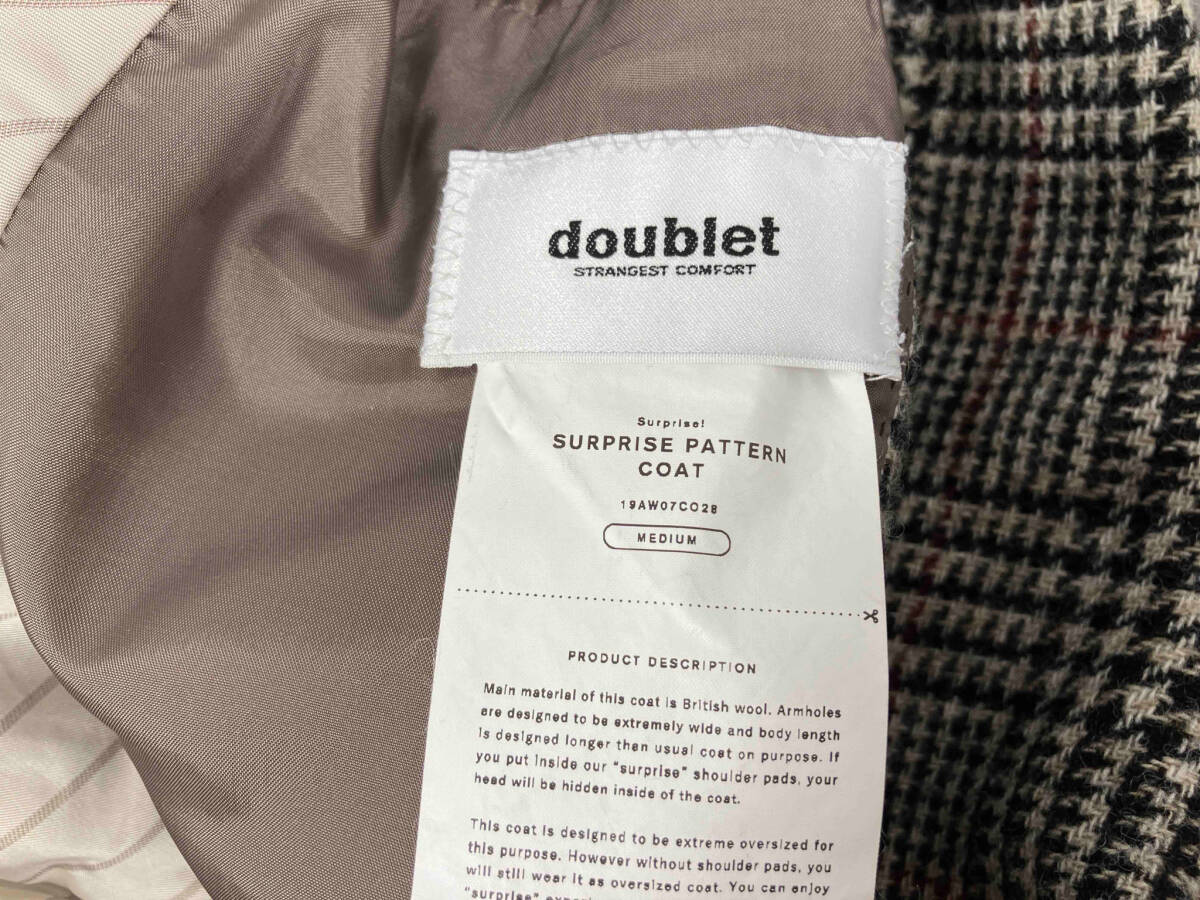 doublet
STRANGEST COMFORT
Surprise!
SURPRISE PATTERN
COAT
19AW07CO28
MEDIUM
PRODUCT DESCRIPTION
Main material of this coat is British wool. Armholes
are designed to be extremely wide and body length
is designed longer than usual coat on purpose. If
you put inside our "surprise" shoulder pads, your
head will be hidden inside of the coat.
This coat is designed to be extreme oversized for
this purpose. However without shoulder pads, you
will still wear it as oversized coat. You can enjoy
"surprise"